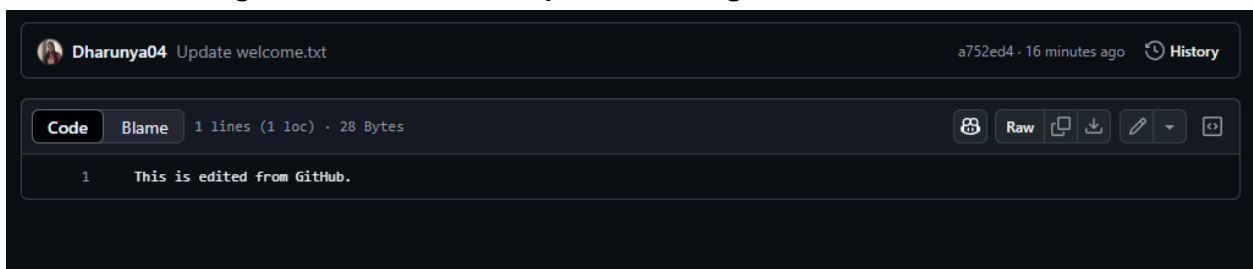 Dharunya04 Update welcome.txt a752ed4 · 16 minutes ago History
Code Blame 1 lines (1 loc) · 28 Bytes Raw
1 This is edited from GitHub.